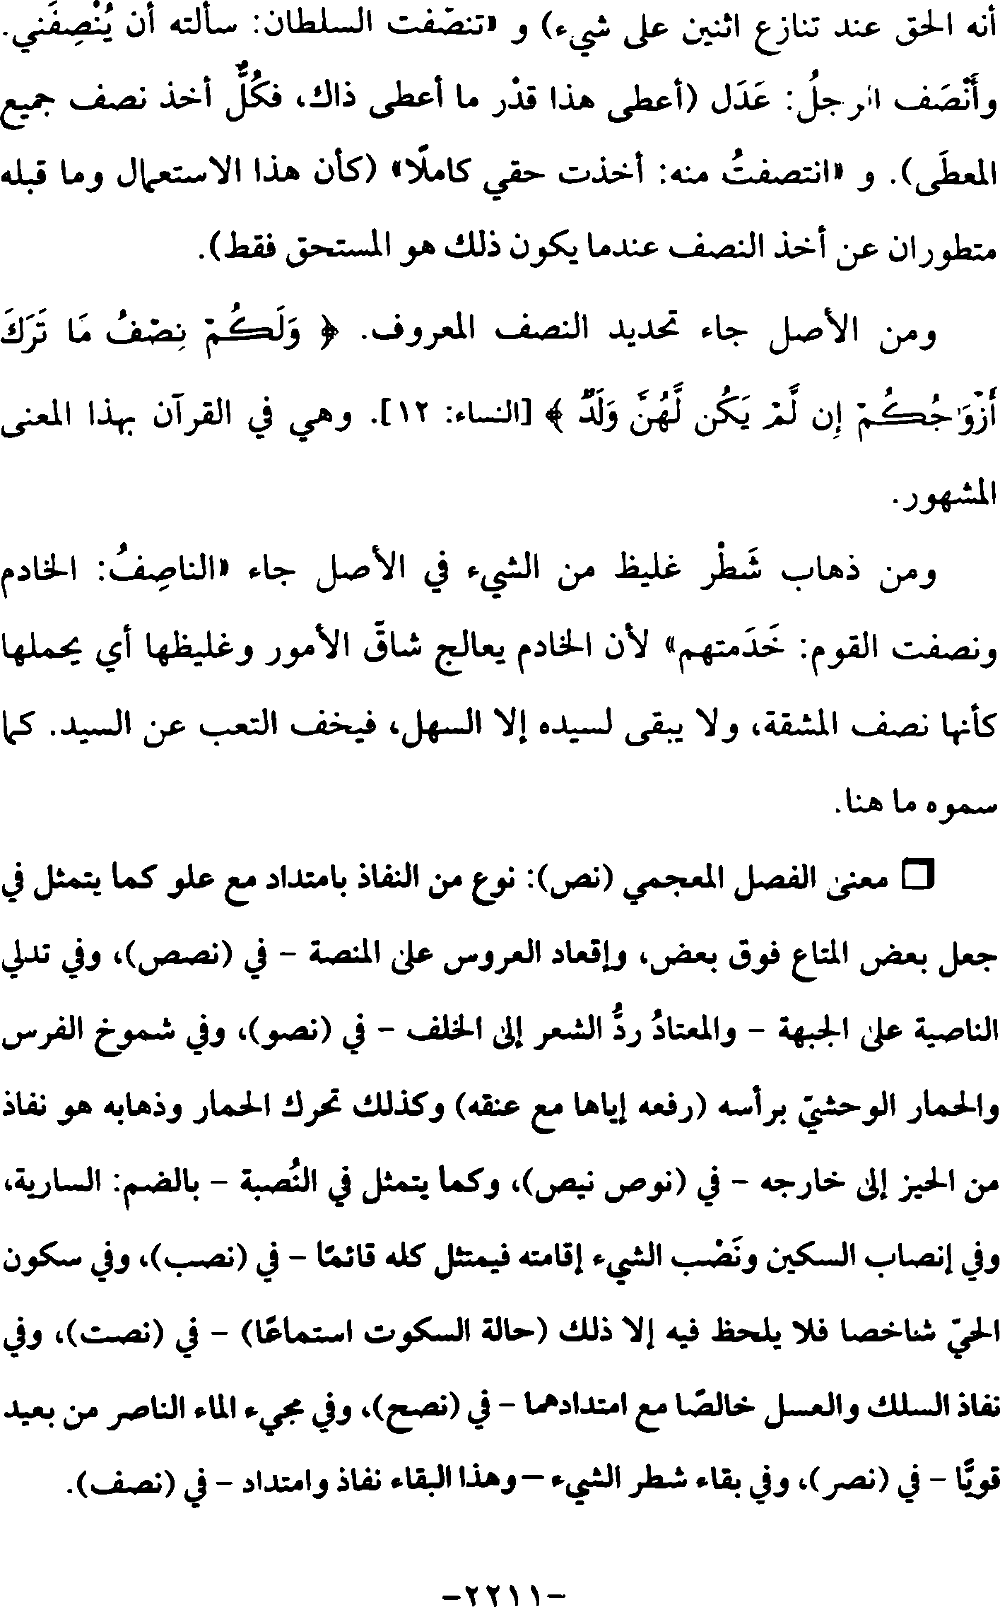 أنه الحق عند تنازع اثنين على شيء) و «تنصّفت السلطان: سألته أن يُنْصِفَني.
وأَنْصَف الرجلُ: عَدَل (أعطى هذا قدْر ما أعطى ذاك، فكُلٌّ أخذ نصف جميع
المعطَى). و «انتصفتُ منه: أخذت حقي كاملًا» (كأن هذا الاستعمال وما قبله
متطوران عن أخذ النصف عندما يكون ذلك هو المستحق فقط).
ومن الأصل جاء تحديد النصف المعروف. ﴿ وَلَكُمْ نِصْفُ مَا تَرَكَ
أَزْوَاجُكُمْ إِن لَّمْ يَكُن لَّهُنَّ وَلَدٌ ﴾ [النساء: ١٢]. وهي في القرآن بهذا المعنى
المشهور.
ومن ذهاب شَطْر غليظ من الشيء في الأصل جاء «الناصِفُ: الخادم
ونصفت القوم: خَدَمتهم» لأن الخادم يعالج شاقّ الأمور وغليظها أي يحملها
كأنها نصف المشقة، ولا يبقى لسيده إلا السهل، فيخف التعب عن السيد. كما
سموه ما هنا.
❒ معنى الفصل المعجمي (نص): نوع من النفاذ بامتداد مع علو كما يتمثل في
جعل بعض المتاع فوق بعض، وإقعاد العروس على المنصة - في (نصص)، وفي تدلي
الناصية على الجبهة - والمعتادُ ردُّ الشعر إلى الخلف - في (نصو)، وفي شموخ الفرس
والحمار الوحشيّ برأسه (رفعه إياها مع عنقه) وكذلك تحرك الحمار وذهابه هو نفاذ
من الحيز إلى خارجه - في (نوص نيص)، وكما يتمثل في النُصبة - بالضم: السارية،
وفي إنصاب السكين ونَصْب الشيء إقامته فيمتثل كله قائمًا - في (نصب)، وفي سكون
الحيّ شاخصا فلا يلحظ فيه إلا ذلك (حالة السكوت استماعًا) - في (نصت)، وفي
نفاذ السلك والعسل خالصًا مع امتدادهما - في (نصح)، وفي مجيء الماء الناصر من بعيد
قويًّا - في (نصر)، وفي بقاء شطر الشيء – وهذا البقاء نفاذ وامتداد - في (نصف).
-٢٢١١-